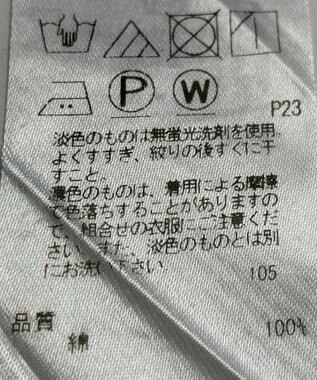 P W P23
淡色のものは無蛍光洗剤を使用、
よくすすぎ、絞りの後すぐに干
すこと。
濃色のものは、着用による摩擦
で色落ちすることがありますの
で、組合せの衣服にご注意くだ
さい。また、淡色のものとは別
にお洗い下さい。
105
品質
綿 100%